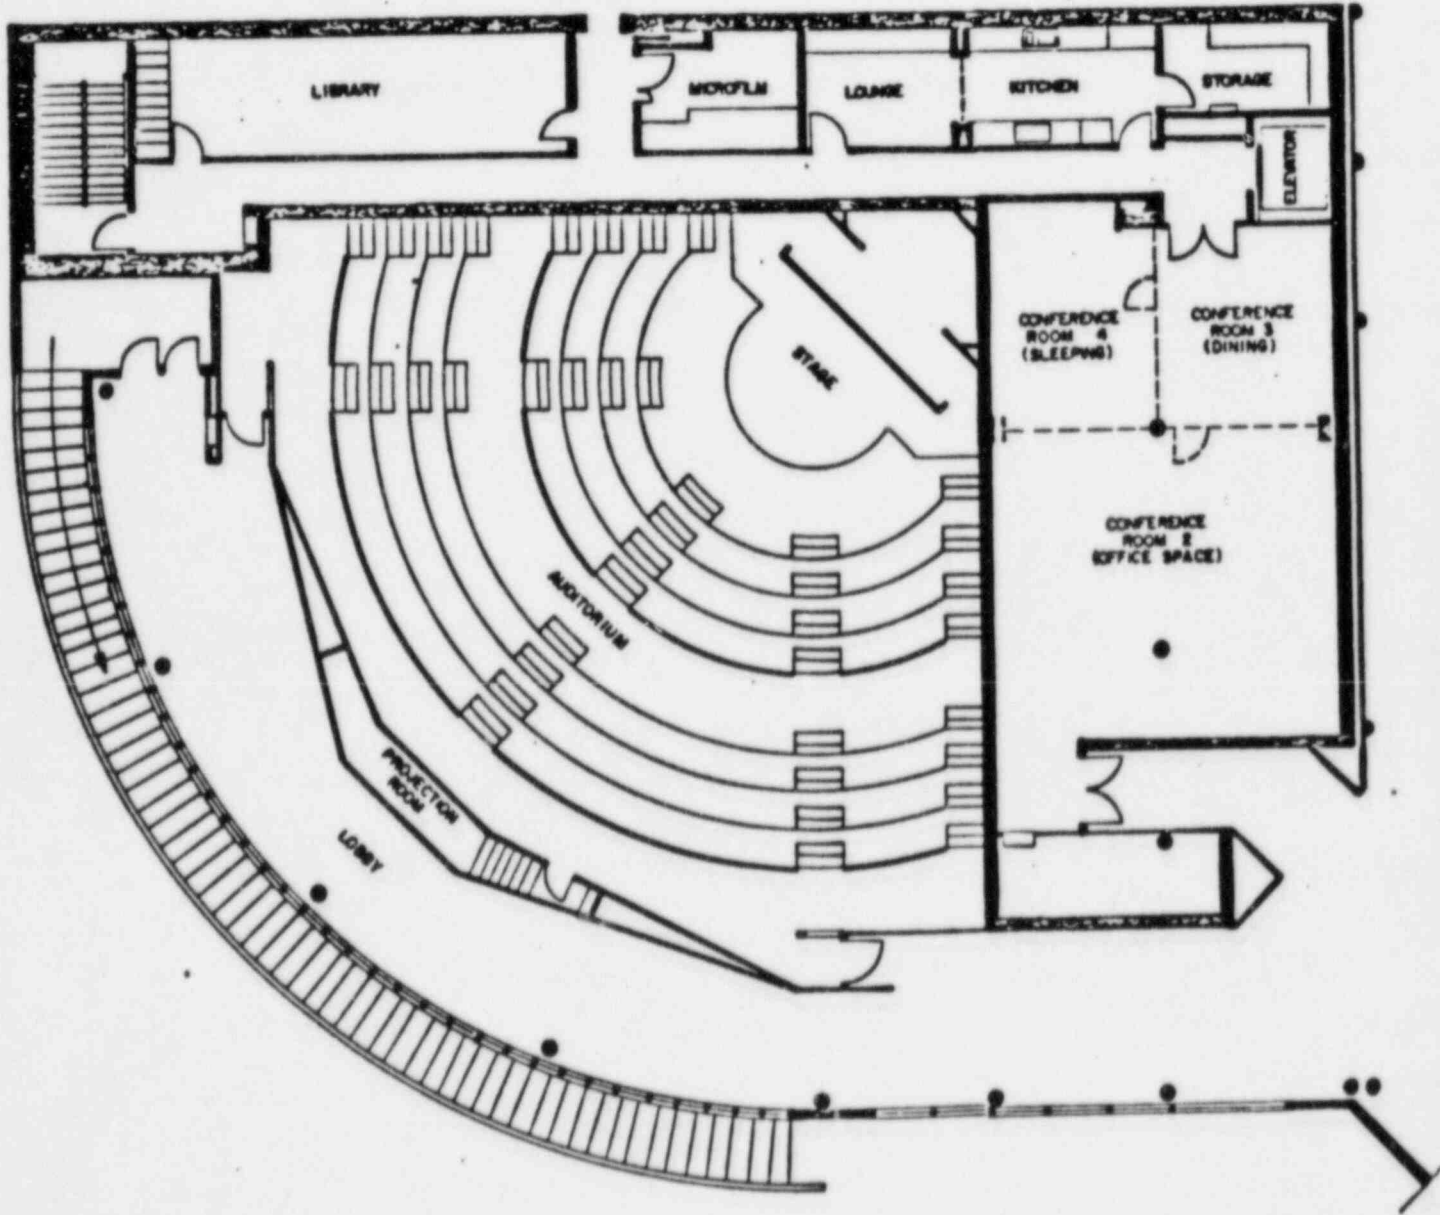 LIBRARY
MICROFILM
LOUNGE
KITCHEN
STORAGE
ELEVATOR
STAGE
CONFERENCE
ROOM 4
(SLEEPING)
CONFERENCE
ROOM 3
(DINING)
CONFERENCE
ROOM 2
(OFFICE SPACE)
AUDITORIUM
PROJECTION
ROOM
LOBBY